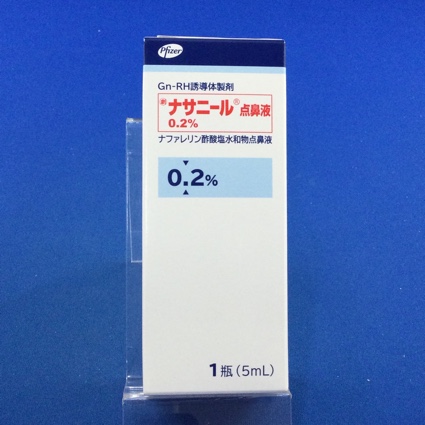 Pfizer
Gn-RH誘導体製剤
劇 ナサニール®点鼻液
0.2%
ナファレリン酢酸塩水和物点鼻液
0.2%
1瓶(5mL)